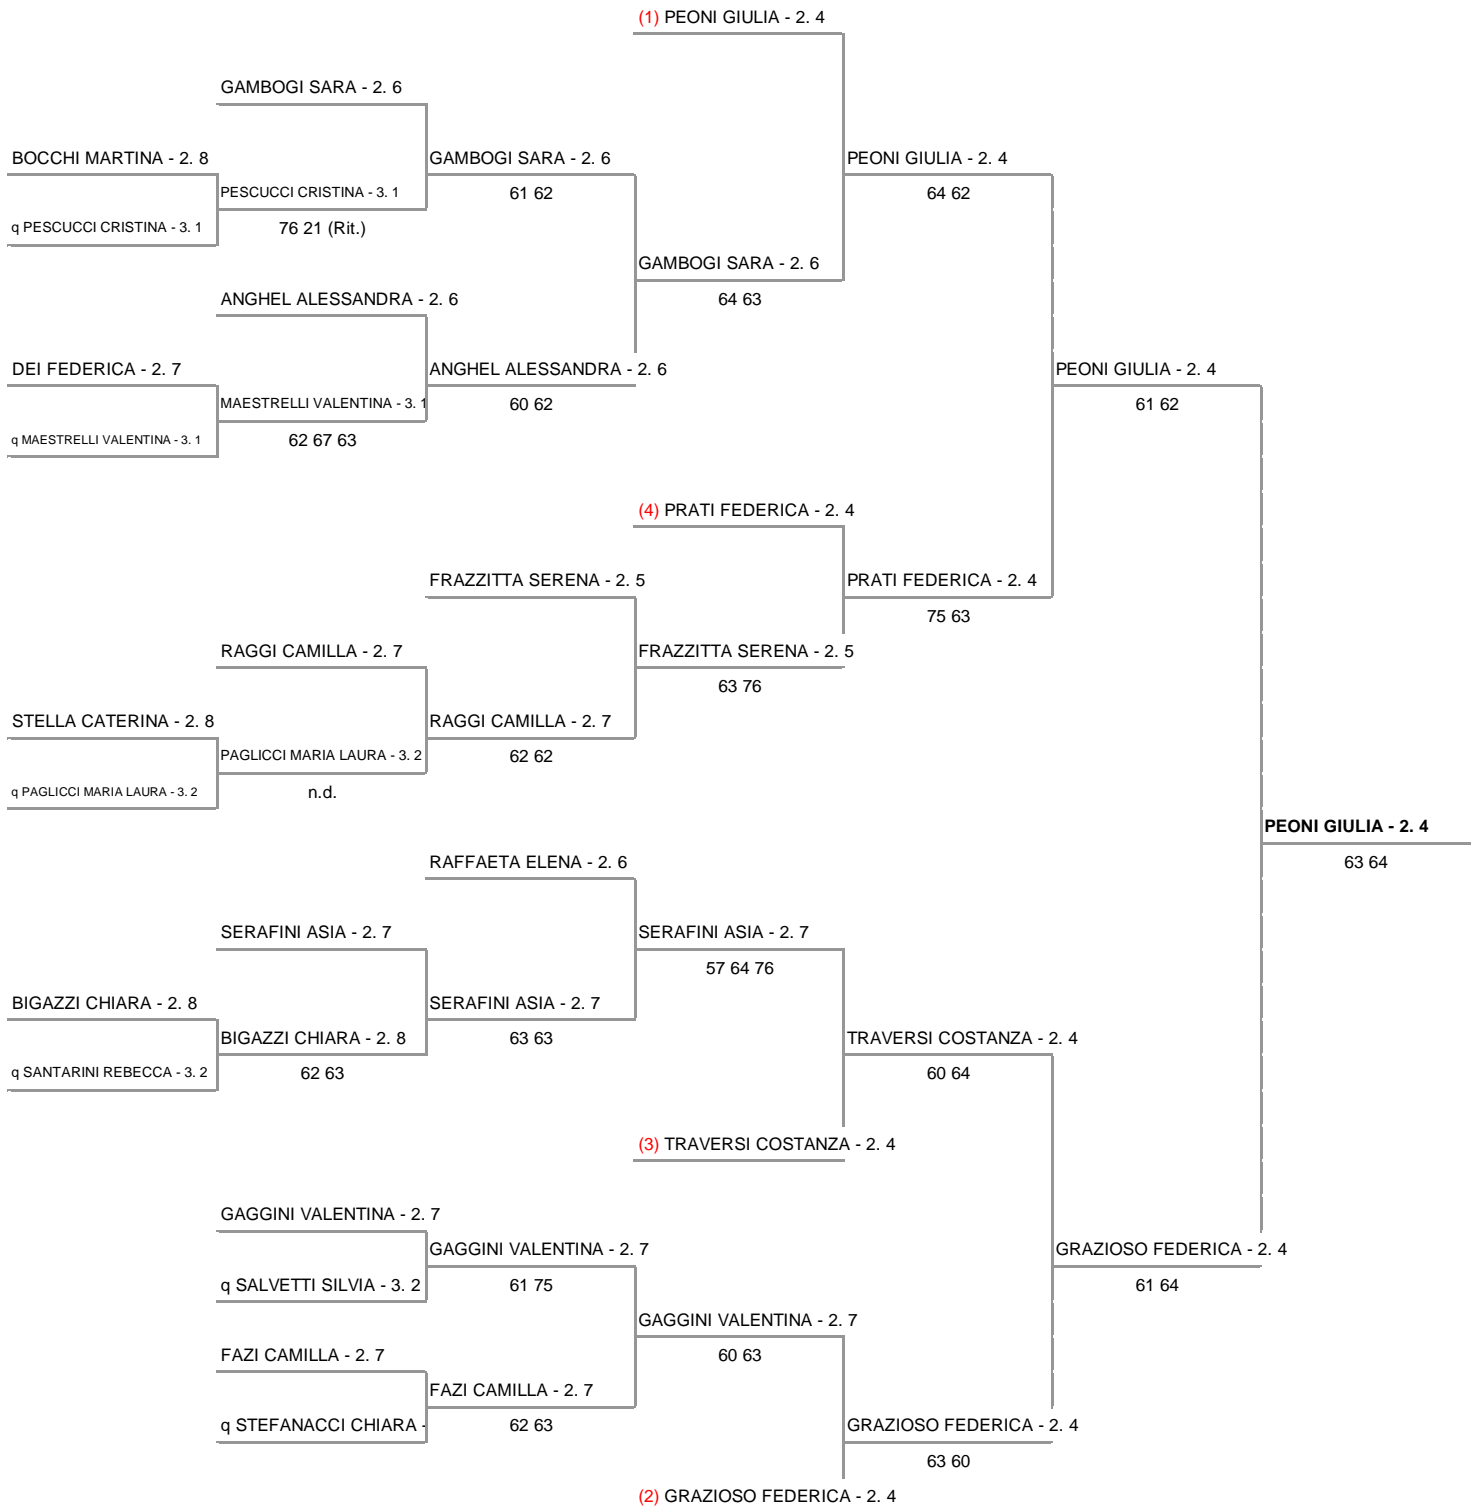 (1) PEONI GIULIA - 2. 4
GAMBOGI SARA - 2. 6
BOCCHI MARTINA - 2. 8
GAMBOGI SARA - 2. 6
PEONI GIULIA - 2. 4
PESCUCCI CRISTINA - 3. 1
61 62
64 62
q PESCUCCI CRISTINA - 3. 1
76 21 (Rit.)
GAMBOGI SARA - 2. 6
ANGHEL ALESSANDRA - 2. 6
64 63
DEI FEDERICA - 2. 7
ANGHEL ALESSANDRA - 2. 6
PEONI GIULIA - 2. 4
MAESTRELLI VALENTINA - 3. 1
60 62
61 62
q MAESTRELLI VALENTINA - 3. 1
62 67 63
(4) PRATI FEDERICA - 2. 4
FRAZZITTA SERENA - 2. 5
PRATI FEDERICA - 2. 4
75 63
RAGGI CAMILLA - 2. 7
FRAZZITTA SERENA - 2. 5
63 76
STELLA CATERINA - 2. 8
RAGGI CAMILLA - 2. 7
PAGLICCI MARIA LAURA - 3. 2
62 62
q PAGLICCI MARIA LAURA - 3. 2
n.d.
PEONI GIULIA - 2. 4
RAFFAETA ELENA - 2. 6
63 64
SERAFINI ASIA - 2. 7
SERAFINI ASIA - 2. 7
57 64 76
BIGAZZI CHIARA - 2. 8
SERAFINI ASIA - 2. 7
BIGAZZI CHIARA - 2. 8
63 63
TRAVERSI COSTANZA - 2. 4
q SANTARINI REBECCA - 3. 2
62 63
60 64
(3) TRAVERSI COSTANZA - 2. 4
GAGGINI VALENTINA - 2. 7
GAGGINI VALENTINA - 2. 7
GRAZIOSO FEDERICA - 2. 4
q SALVETTI SILVIA - 3. 2
61 75
61 64
GAGGINI VALENTINA - 2. 7
FAZI CAMILLA - 2. 7
60 63
FAZI CAMILLA - 2. 7
q STEFANACCI CHIARA -
62 63
GRAZIOSO FEDERICA - 2. 4
63 60
(2) GRAZIOSO FEDERICA - 2. 4